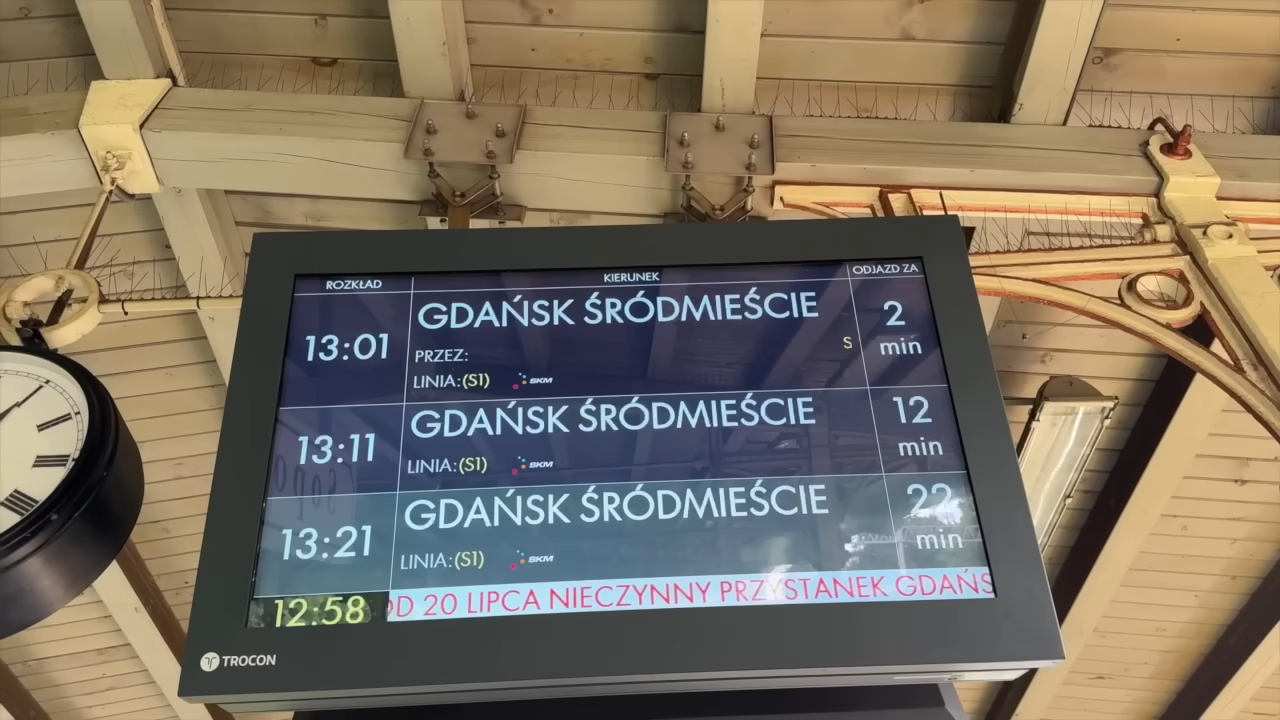 ROZKŁAD KIERUNEK ODJAZD ZA
13:01 GDAŃSK ŚRÓDMIEŚCIE 2 min
PRZEZ: S
LINIA:(S1) SKM
13:11 GDAŃSK ŚRÓDMIEŚCIE 12 min
LINIA:(S1) SKM
13:21 GDAŃSK ŚRÓDMIEŚCIE 22 min
LINIA:(S1) SKM
12:58 OD 20 LIPCA NIECZYNNY PRZYSTANEK GDAŃS
TROCON